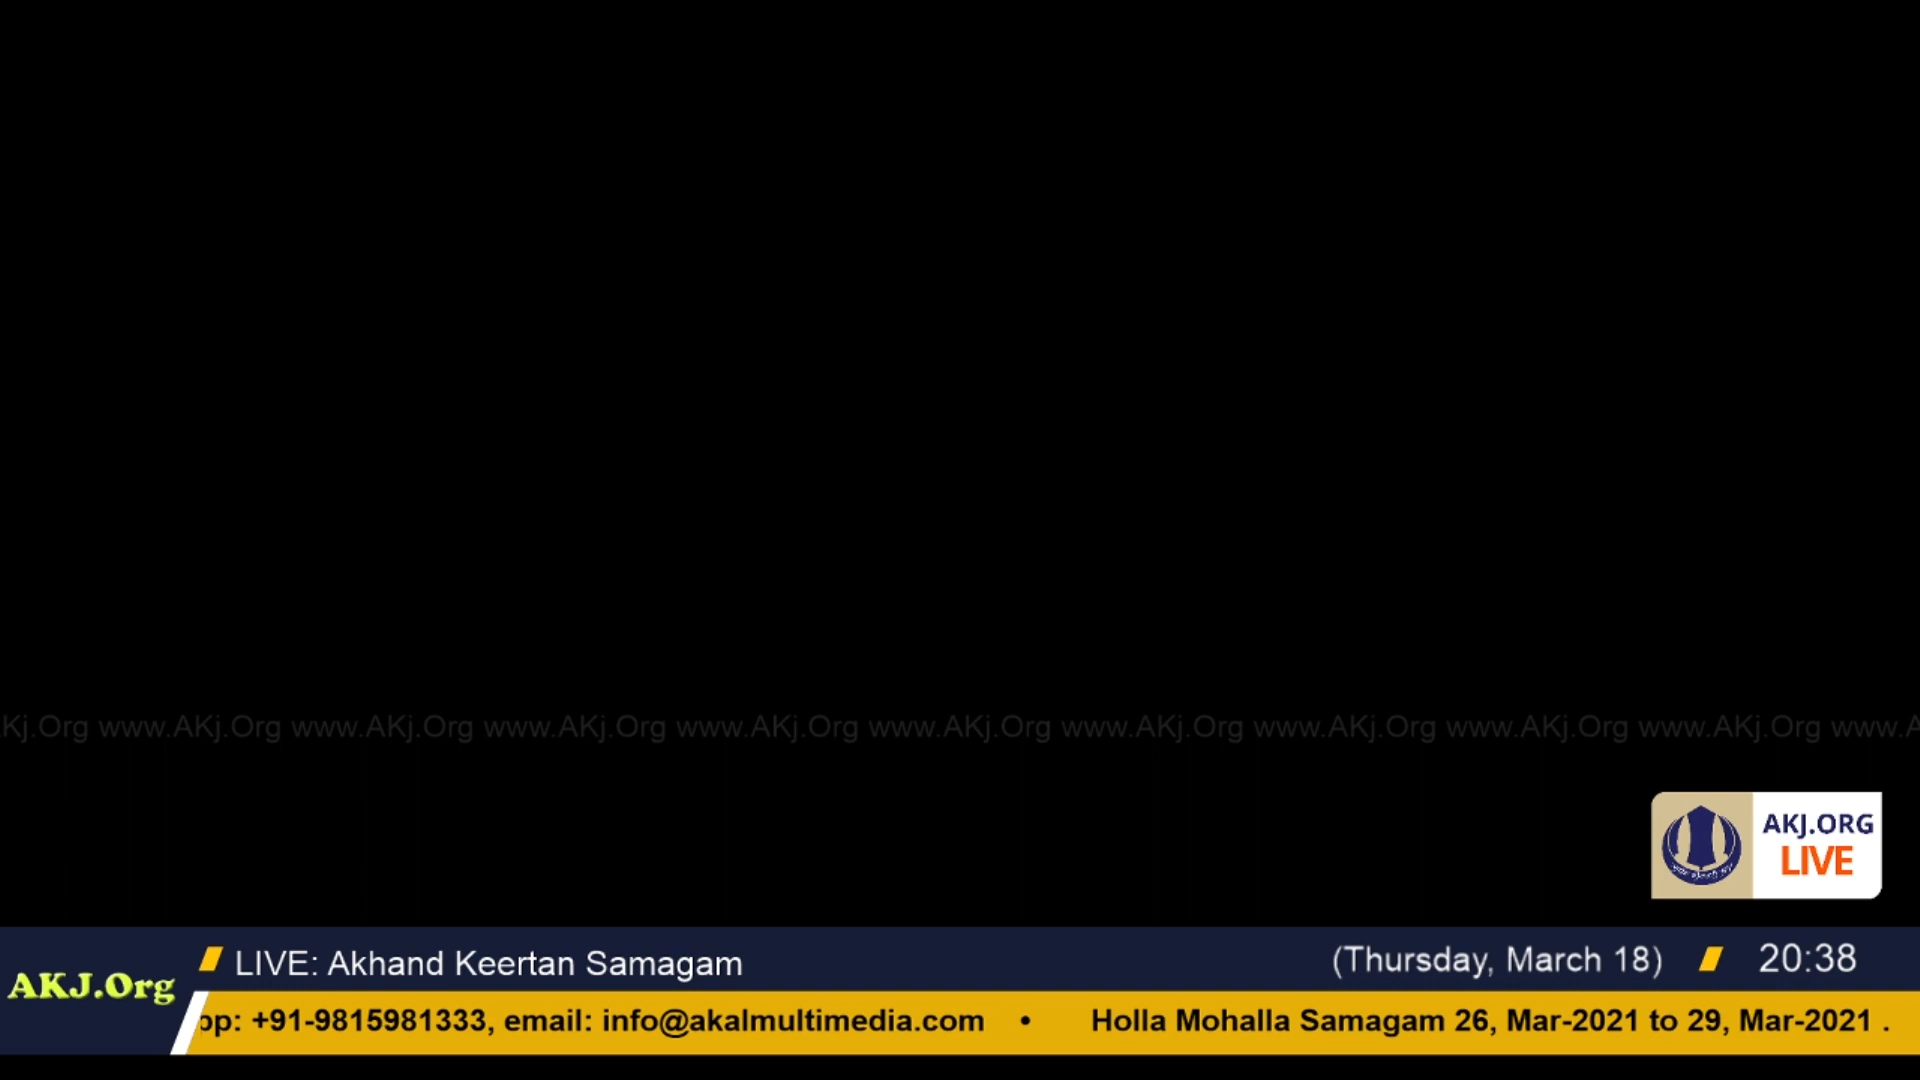 Kj.Org www.AKj.Org www.AKj.Org www.AKj.Org www.AKj.Org www.AKj.Org www.AKj.Org www.AKj.Org www.AKj.Org www.AKj.Org www.A
AKJ.ORG
LIVE
LIVE: Akhand Keertan Samagam
(Thursday, March 18)
20:38
AKJ.Org
pp: +91-9815981333, email: info@akalmultimedia.com • Holla Mohalla Samagam 26, Mar-2021 to 29, Mar-2021 .